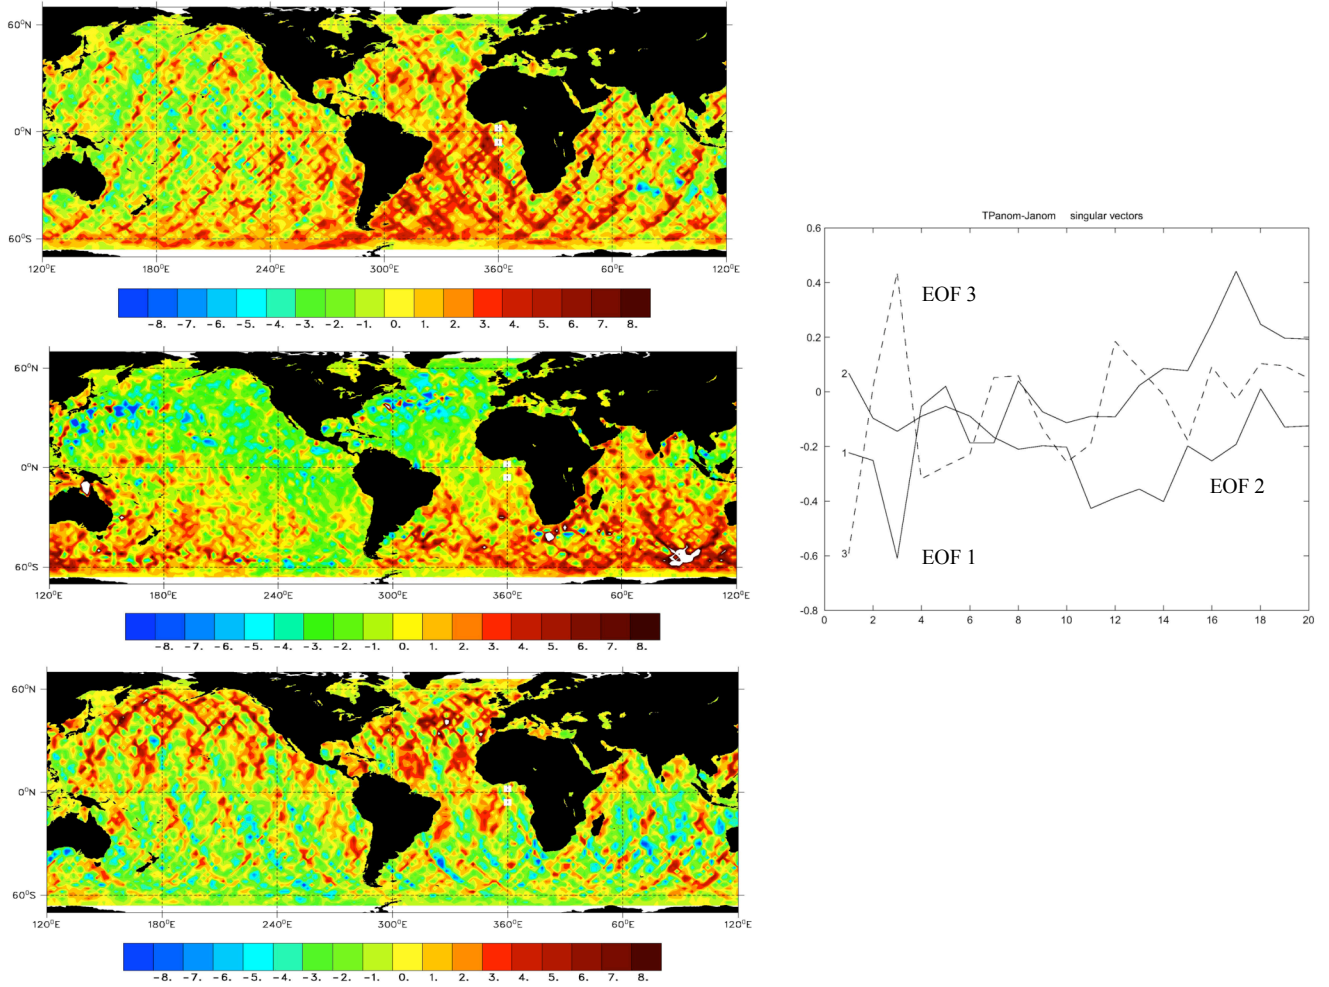 60°N
0°N
60°S
120°E 180°E 240°E 300°E 360°E 60°E 120°E
-8. -7. -6. -5. -4. -3. -2. -1. 0. 1. 2. 3. 4. 5. 6. 7. 8.
60°N
0°N
60°S
120°E 180°E 240°E 300°E 360°E 60°E 120°E
-8. -7. -6. -5. -4. -3. -2. -1. 0. 1. 2. 3. 4. 5. 6. 7. 8.
60°N
0°N
60°S
120°E 180°E 240°E 300°E 360°E 60°E 120°E
-8. -7. -6. -5. -4. -3. -2. -1. 0. 1. 2. 3. 4. 5. 6. 7. 8.
TPanom-Janom singular vectors
0.6
0.4
EOF 3
0.2
2
0
1
-0.2
EOF 2
-0.4
3
EOF 1
-0.6
-0.8
0 2 4 6 8 10 12 14 16 18 20